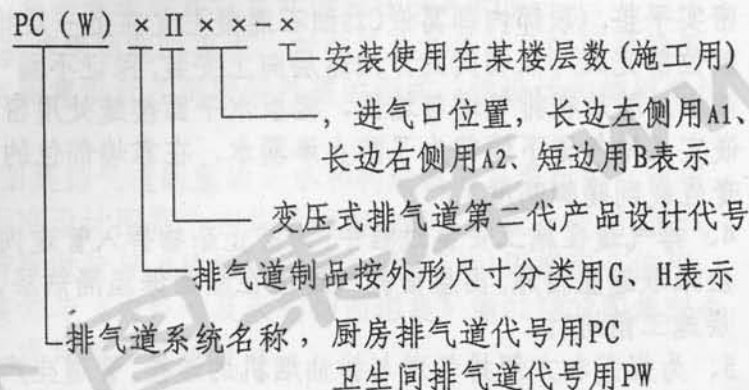 PC(W)×Ⅱ×××
安装使用在某楼层数(施工用)
,进气口位置,长边左侧用A1、
长边右侧用A2、短边用B表示
变压式排气道第二代产品设计代号
排气道制品按外形尺寸分类用G、H表示
排气道系统名称,厨房排气道代号用PC
卫生间排气道代号用PW
图集库 WW